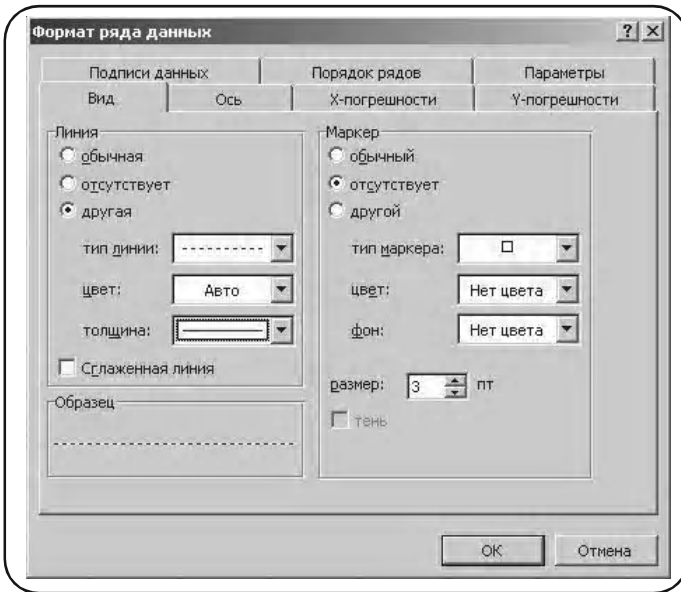 Формат ряда данных
Подписи данных Порядок рядов Параметры
Вид Ось X-погрешности Y-погрешности
Линия
обычная
отсутствует
другая
тип линии:
цвет: Авто
толщина:
Сглаженная линия
Образец
Маркер
обычный
отсутствует
другой
тип маркера:
цвет: Нет цвета
фон: Нет цвета
размер: 3 пт
тень
ОК Отмена